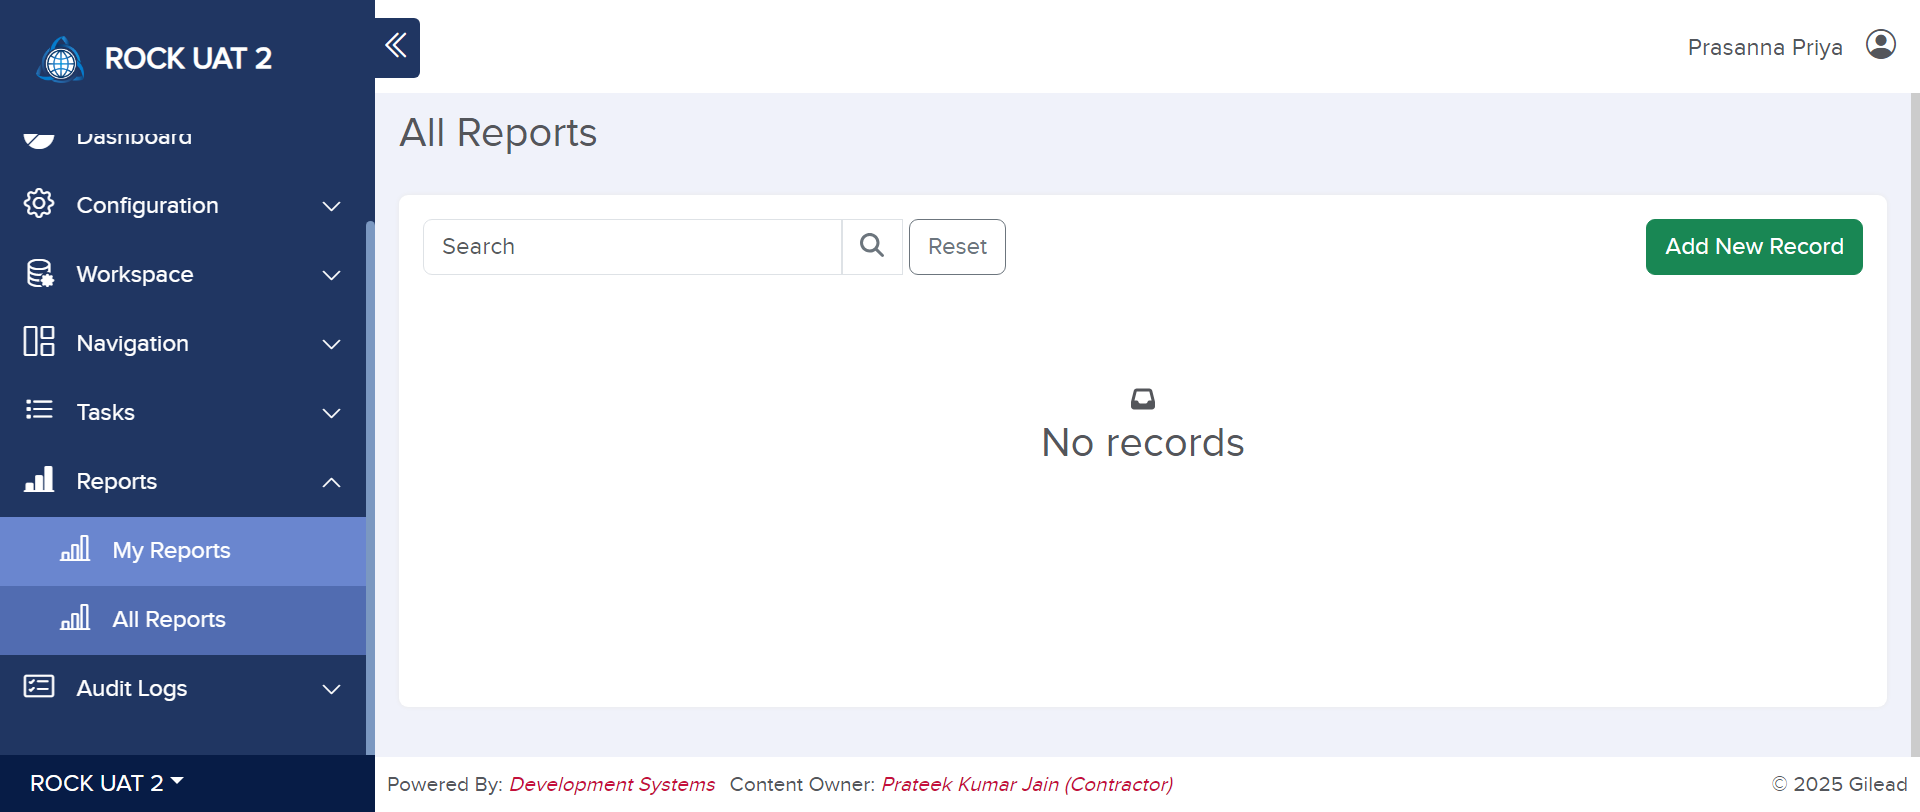 ROCK UAT 2
Prasanna Priya
Dashboard
Configuration
Workspace
Navigation
Tasks
Reports
My Reports
All Reports
Audit Logs
ROCK UAT 2
All Reports
Search
Reset
Add New Record
No records
Powered By: Development Systems Content Owner: Prateek Kumar Jain (Contractor)
© 2025 Gilead